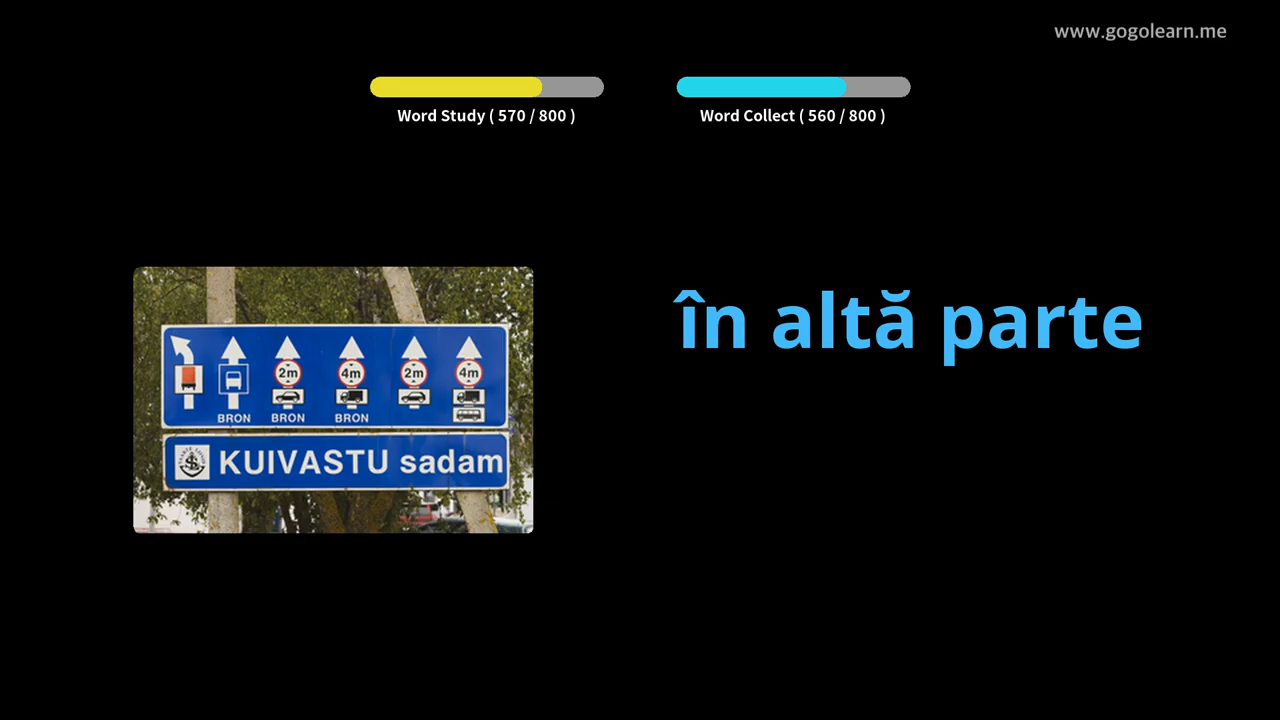 www.gogolearn.me
Word Study ( 570 / 800 )
Word Collect ( 560 / 800 )
în altă parte
2m
4m
2m
4m
BRON
BRON
BRON
KUIVASTU sadam